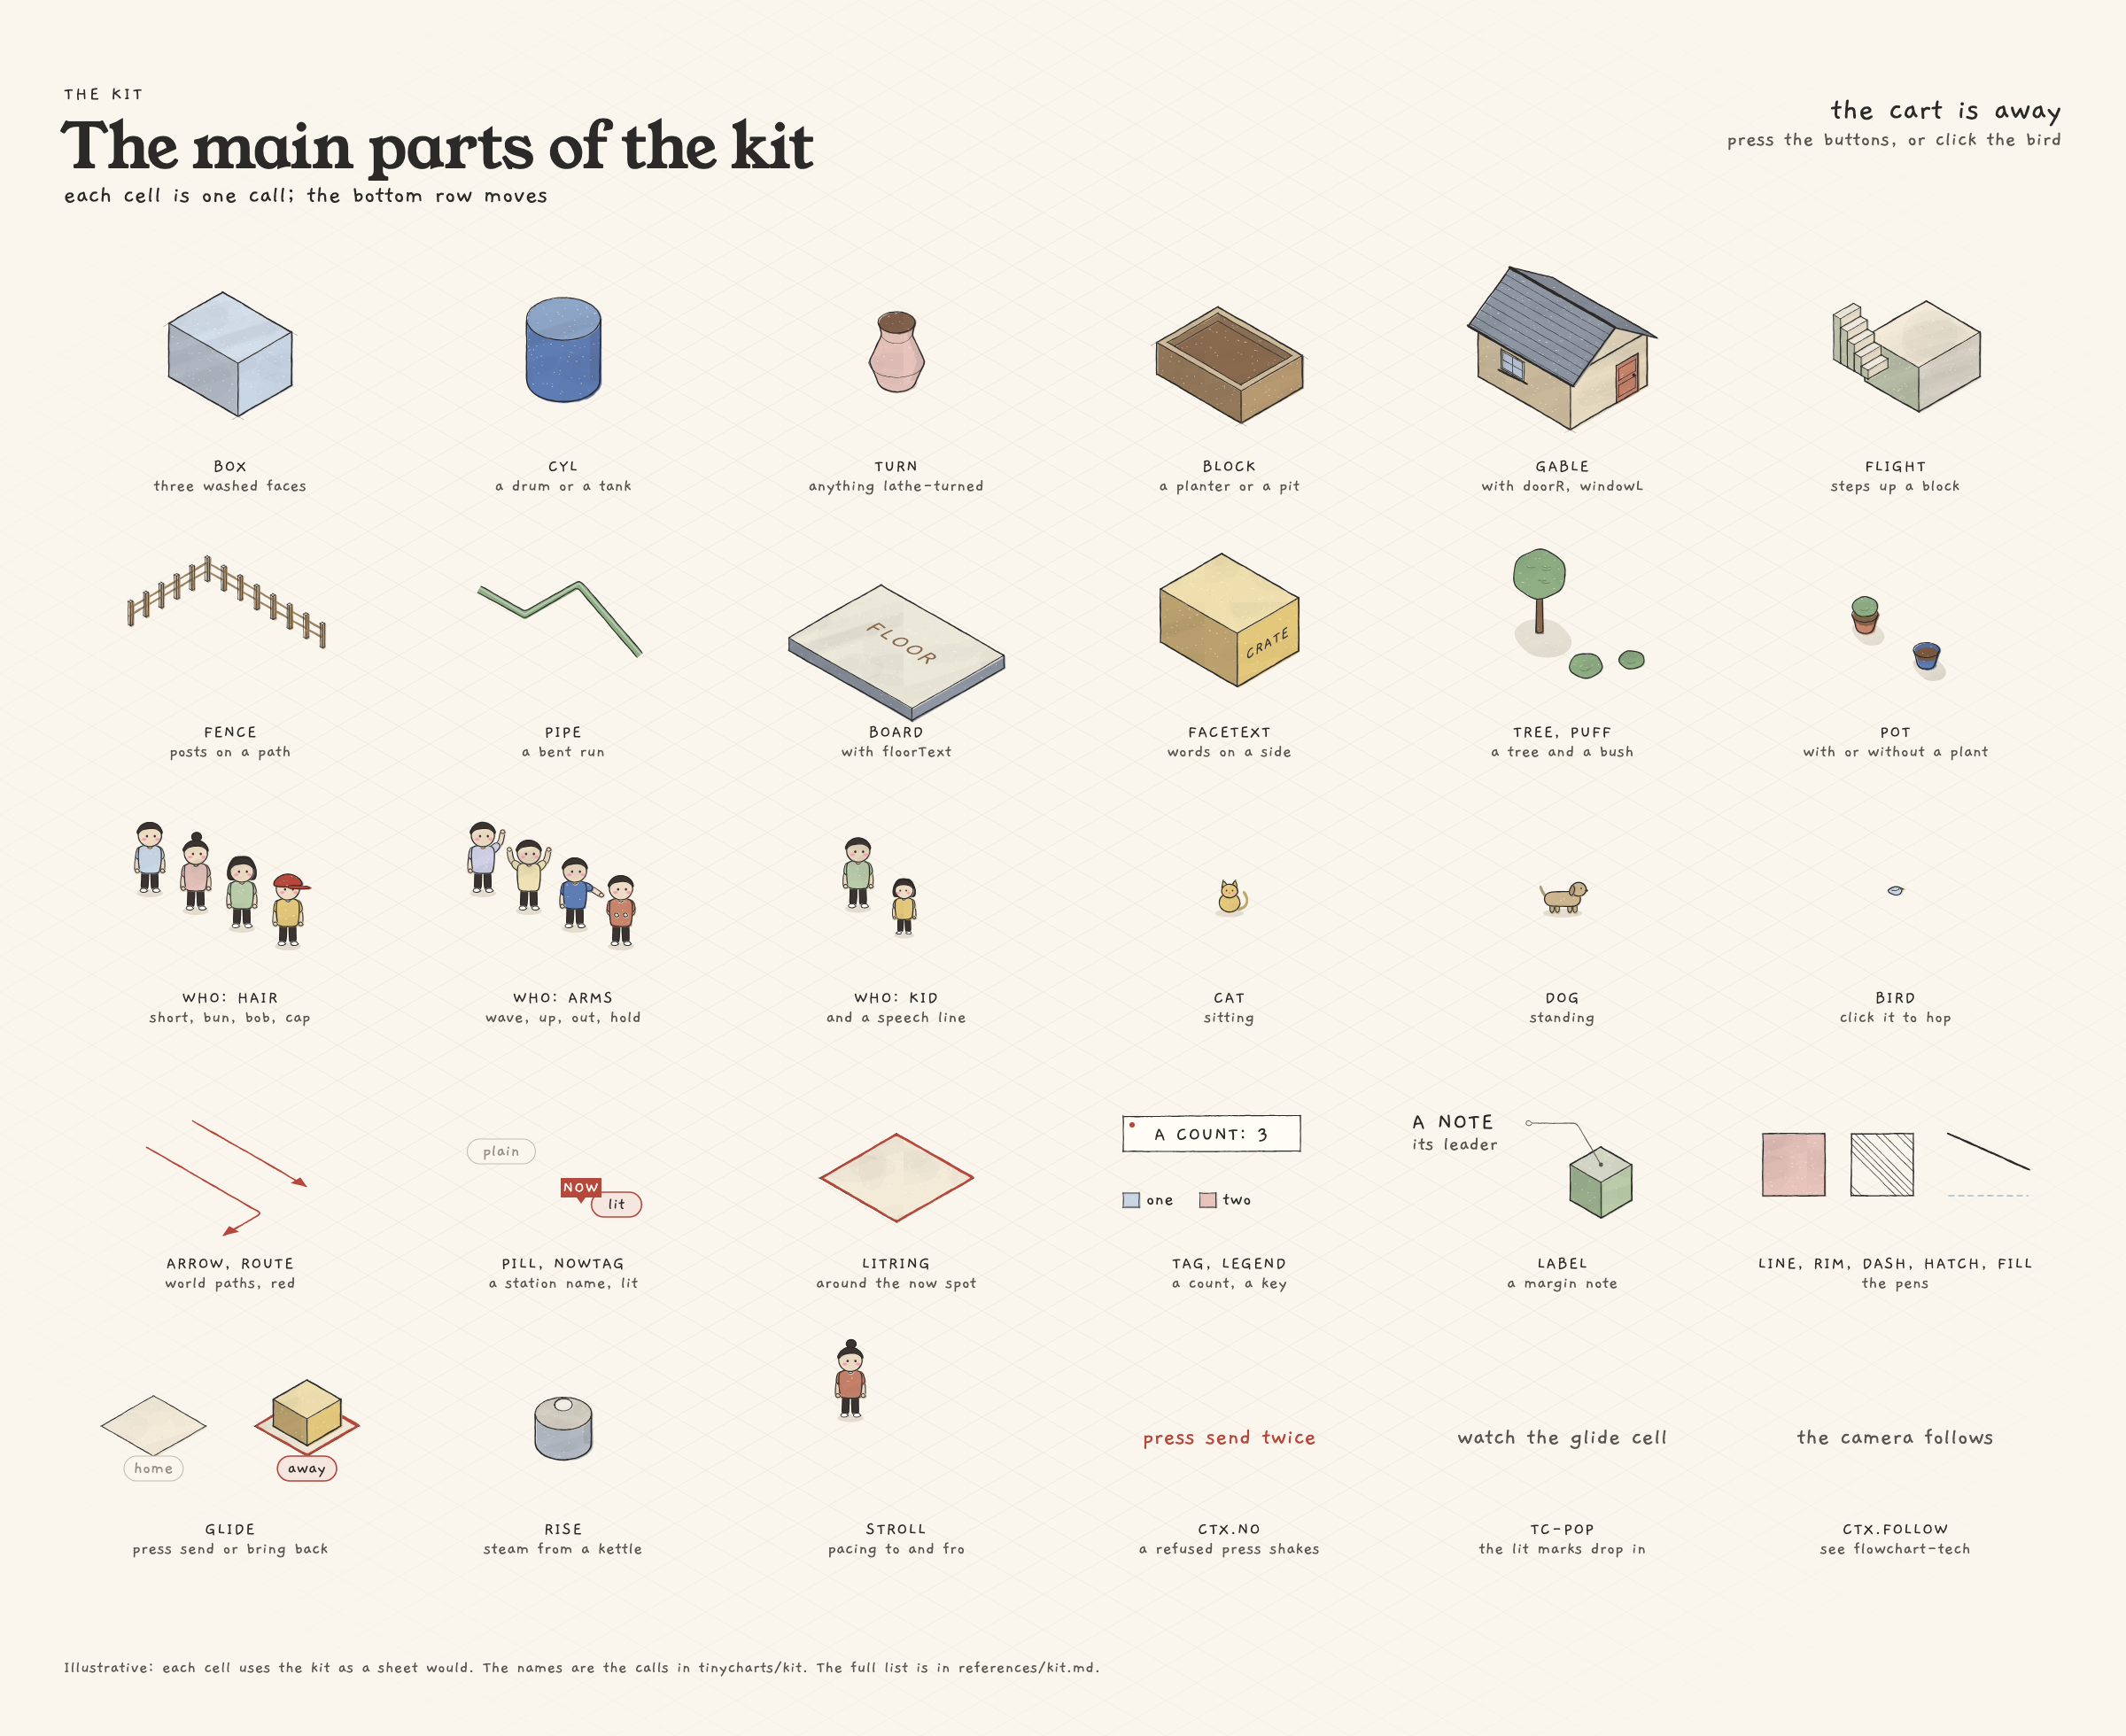 THE KIT
The main parts of the kit
each cell is one call; the bottom row moves
the cart is away
press the buttons, or click the bird
BOX
three washed faces
CYL
a drum or a tank
TURN
anything lathe-turned
BLOCK
a planter or a pit
GABLE
with doorR, windowL
FLIGHT
steps up a block
FENCE
posts on a path
PIPE
a bent run
FLOOR
BOARD
with floorText
CRATE
FACETEXT
words on a side
TREE, PUFF
a tree and a bush
POT
with or without a plant
WHO: HAIR
short, bun, bob, cap
WHO: ARMS
wave, up, out, hold
WHO: KID
and a speech line
CAT
sitting
DOG
standing
BIRD
click it to hop
ARROW, ROUTE
world paths, red
plain
NOW
lit
PILL, NOWTAG
a station name, lit
LITRING
around the now spot
A COUNT: 3
one
two
TAG, LEGEND
a count, a key
A NOTE
its leader
LABEL
a margin note
LINE, RIM, DASH, HATCH, FILL
the pens
home
away
GLIDE
press send or bring back
RISE
steam from a kettle
STROLL
pacing to and fro
press send twice
CTX.NO
a refused press shakes
watch the glide cell
TC-POP
the lit marks drop in
the camera follows
CTX.FOLLOW
see flowchart-tech
Illustrative: each cell uses the kit as a sheet would. The names are the calls in tinycharts/kit. The full list is in references/kit.md.